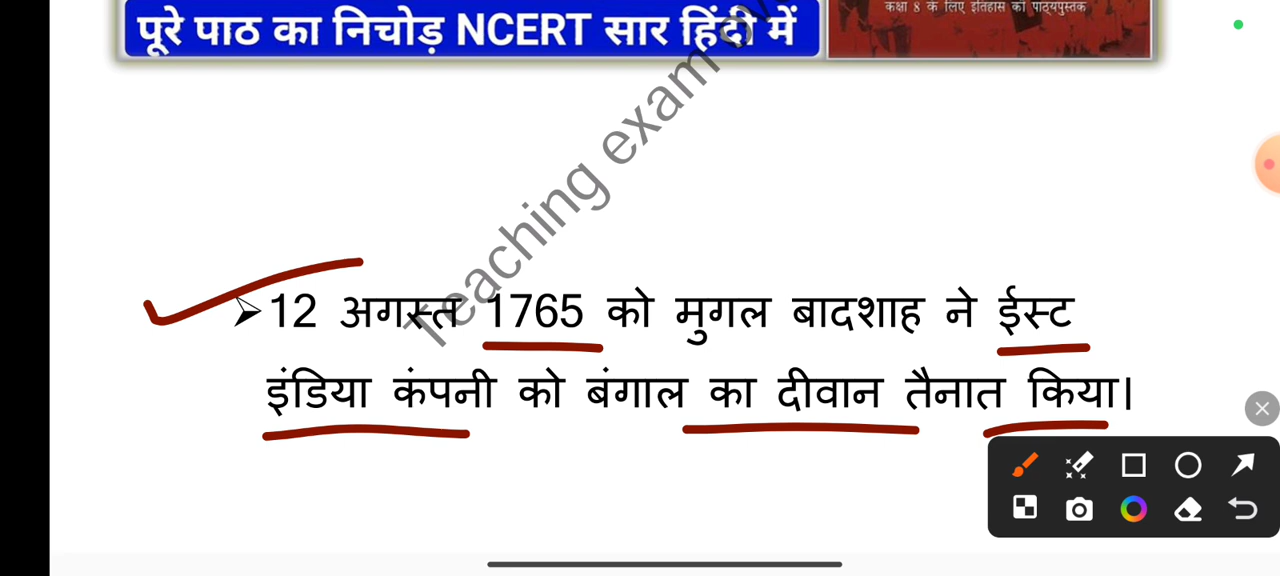 कक्षा 8 के लिए इतिहास की पाठ्यपुस्तक
पूरे पाठ का निचोड़ NCERT सार हिंदी में
Teaching exam
➢12 अगस्त 1765 को मुगल बादशाह ने ईस्ट
इंडिया कंपनी को बंगाल का दीवान तैनात किया।